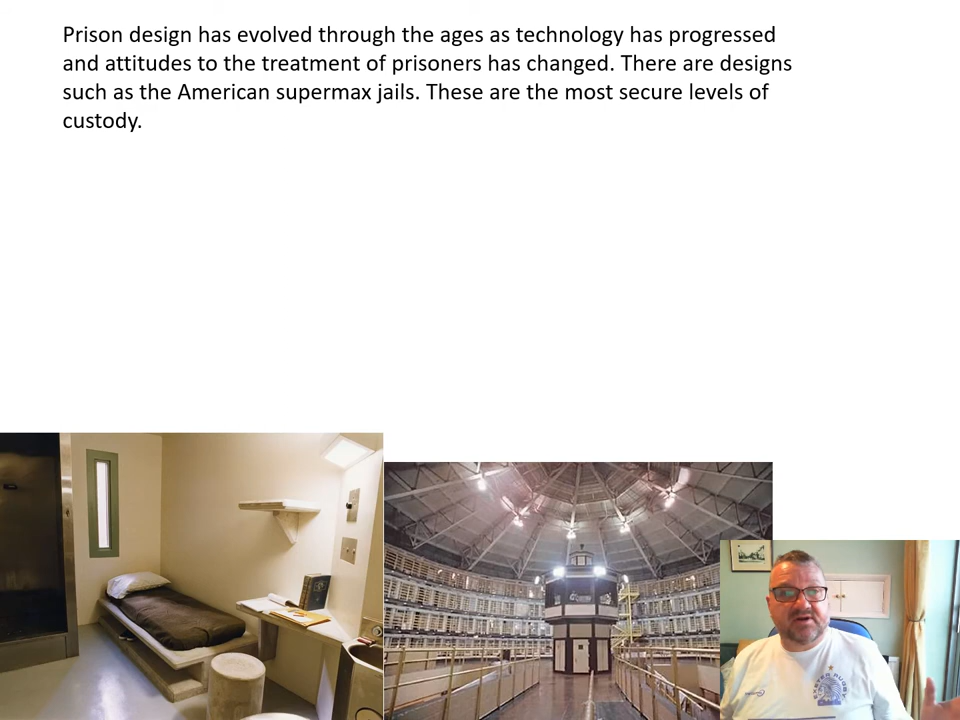 Prison design has evolved through the ages as technology has progressed
and attitudes to the treatment of prisoners has changed. There are designs
such as the American supermax jails. These are the most secure levels of
custody.